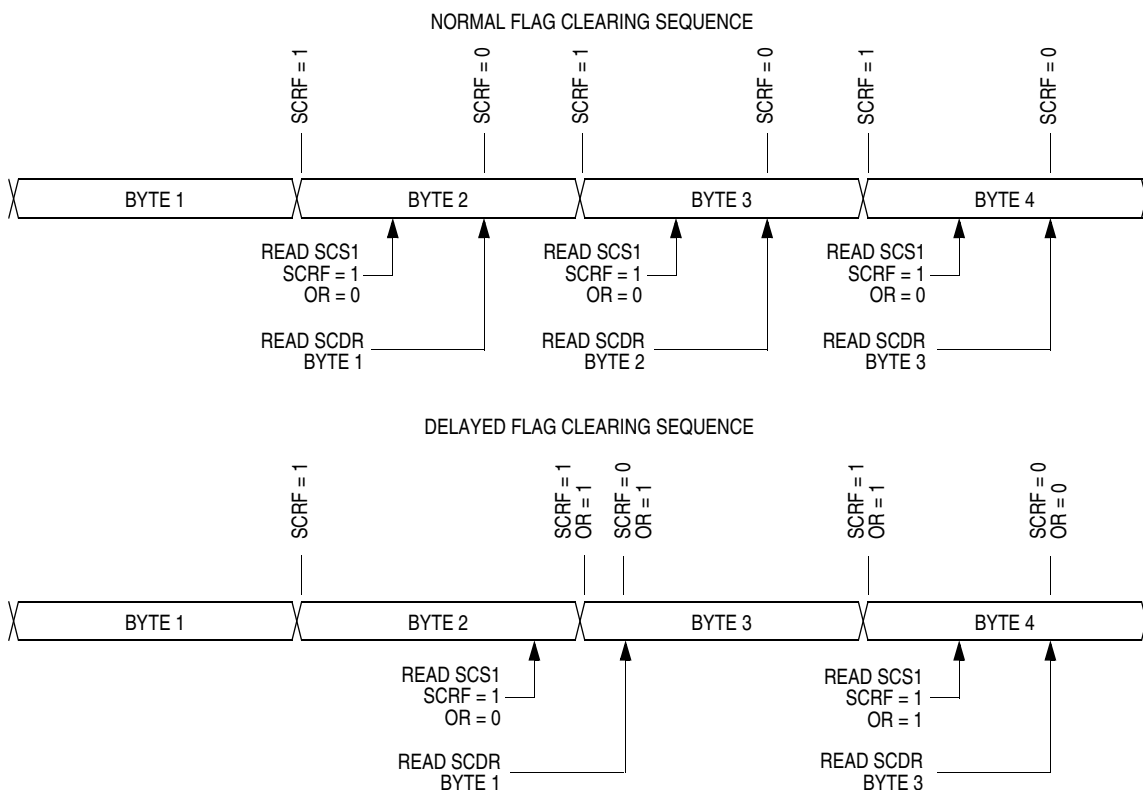 NORMAL FLAG CLEARING SEQUENCE
SCRF = 1
SCRF = 0
SCRF = 1
SCRF = 0
SCRF = 1
SCRF = 0
BYTE 1
BYTE 2
BYTE 3
BYTE 4
READ SCS1
SCRF = 1
OR = 0
READ SCS1
SCRF = 1
OR = 0
READ SCS1
SCRF = 1
OR = 0
READ SCDR
BYTE 1
READ SCDR
BYTE 2
READ SCDR
BYTE 3
DELAYED FLAG CLEARING SEQUENCE
SCRF = 1
SCRF = 1
OR = 1
SCRF = 0
OR = 1
SCRF = 1
OR = 1
SCRF = 0
OR = 0
BYTE 1
BYTE 2
BYTE 3
BYTE 4
READ SCS1
SCRF = 1
OR = 0
READ SCS1
SCRF = 1
OR = 1
READ SCDR
BYTE 1
READ SCDR
BYTE 3